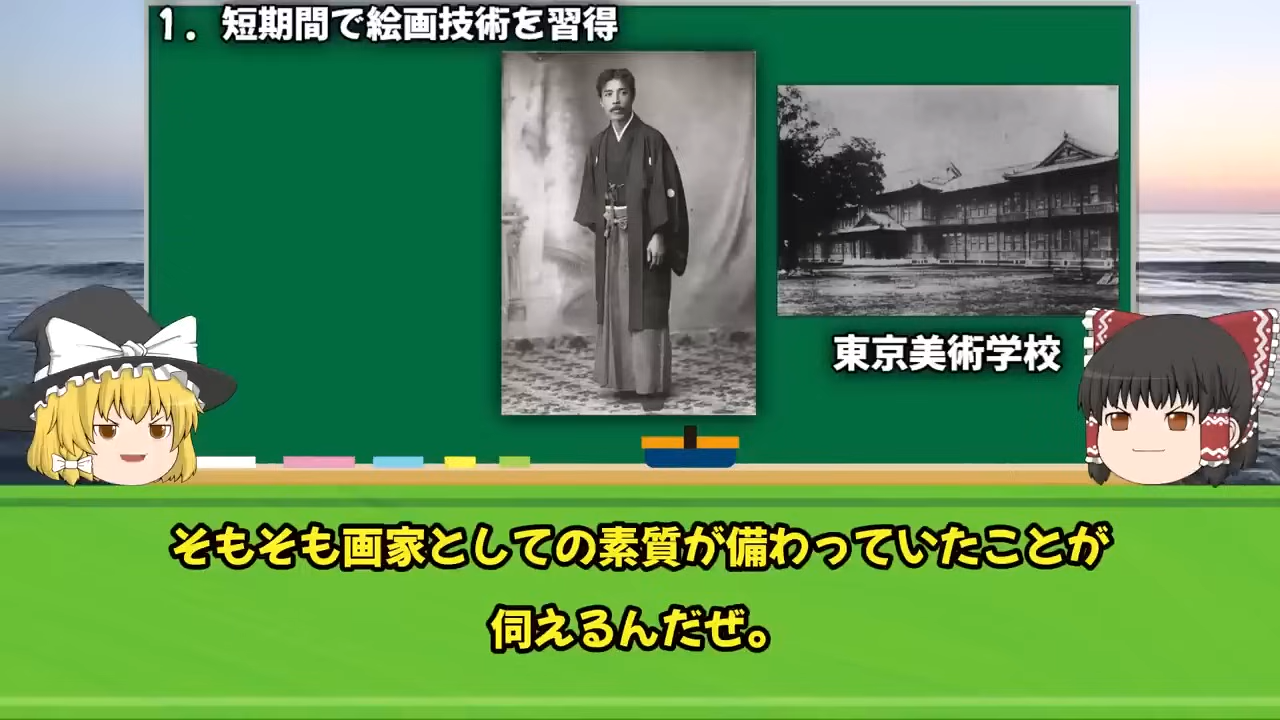 1．短期間で絵画技術を習得
東京美術学校
そもそも画家としての素質が備わっていたことが
伺えるんだぜ。